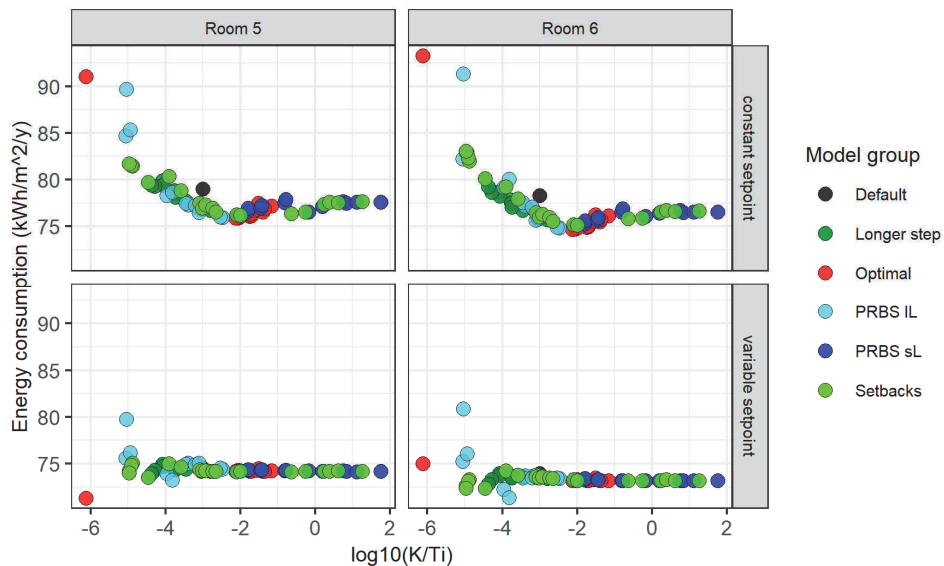 Room 5
Room 6
Energy consumption (kWh/m^2/y)
90
85
80
75
constant setpoint
90
85
80
75
variable setpoint
-6
-4
-2
0
2
-6
-4
-2
0
2
log10(K/Ti)
Model group
Default
Longer step
Optimal
PRBS lL
PRBS sL
Setbacks